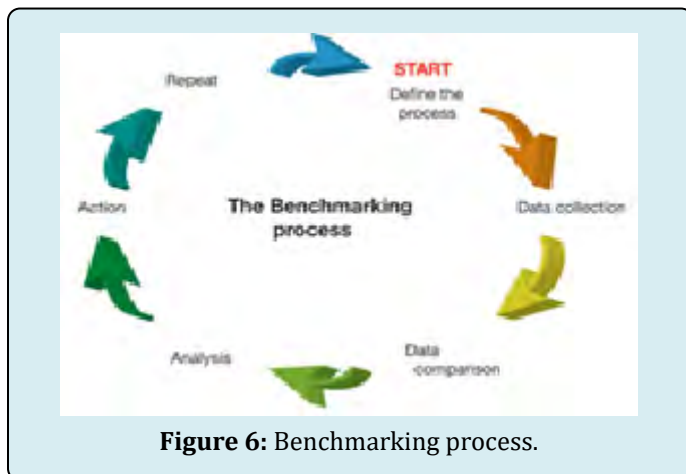 START
Define the
process
Data collection
Data
-comparison
Analysis
Action
Repeat
The Benchmarking
process
Figure 6: Benchmarking process.